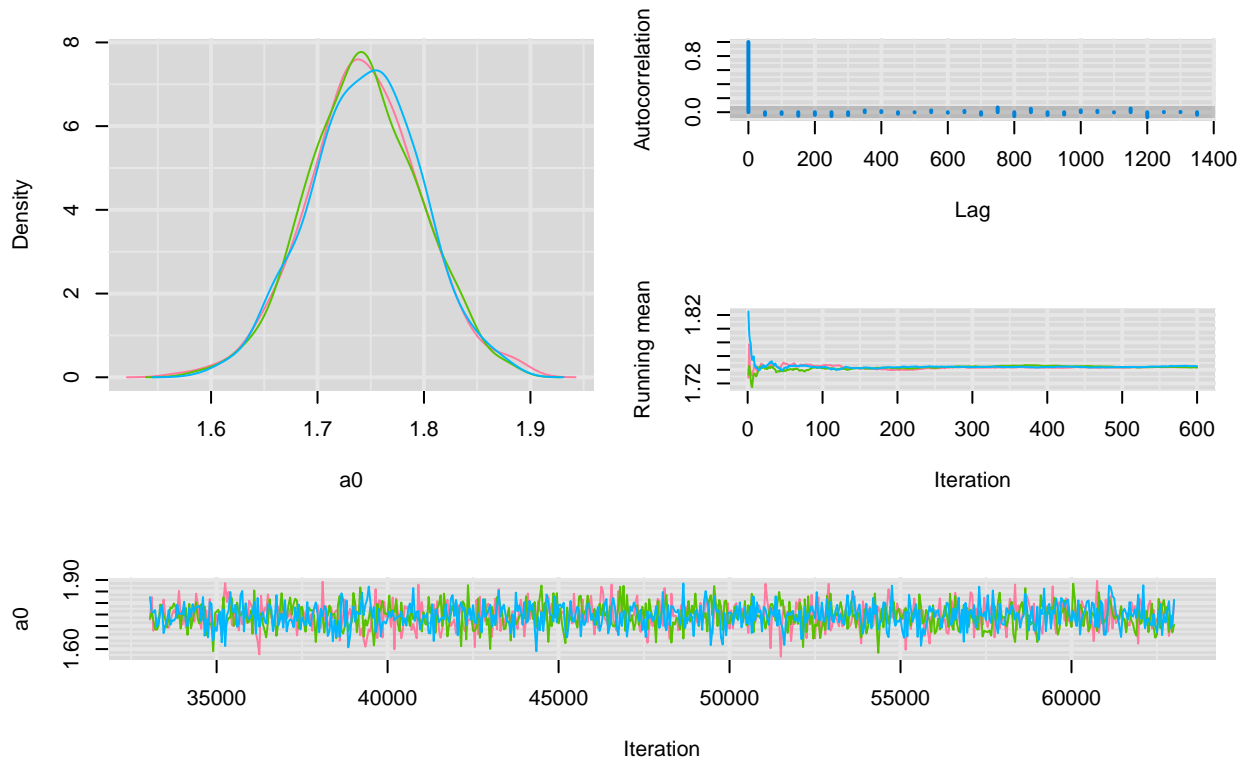 8
6
4
2
0
Density
1.6 1.7 1.8 1.9
a0
Autocorrelation
0.8
0.0
0 200 400 600 800 1000 1200 1400
Lag
Running mean
1.82
1.72
0 100 200 300 400 500 600
Iteration
a0
1.90
1.60
35000 40000 45000 50000 55000 60000
Iteration